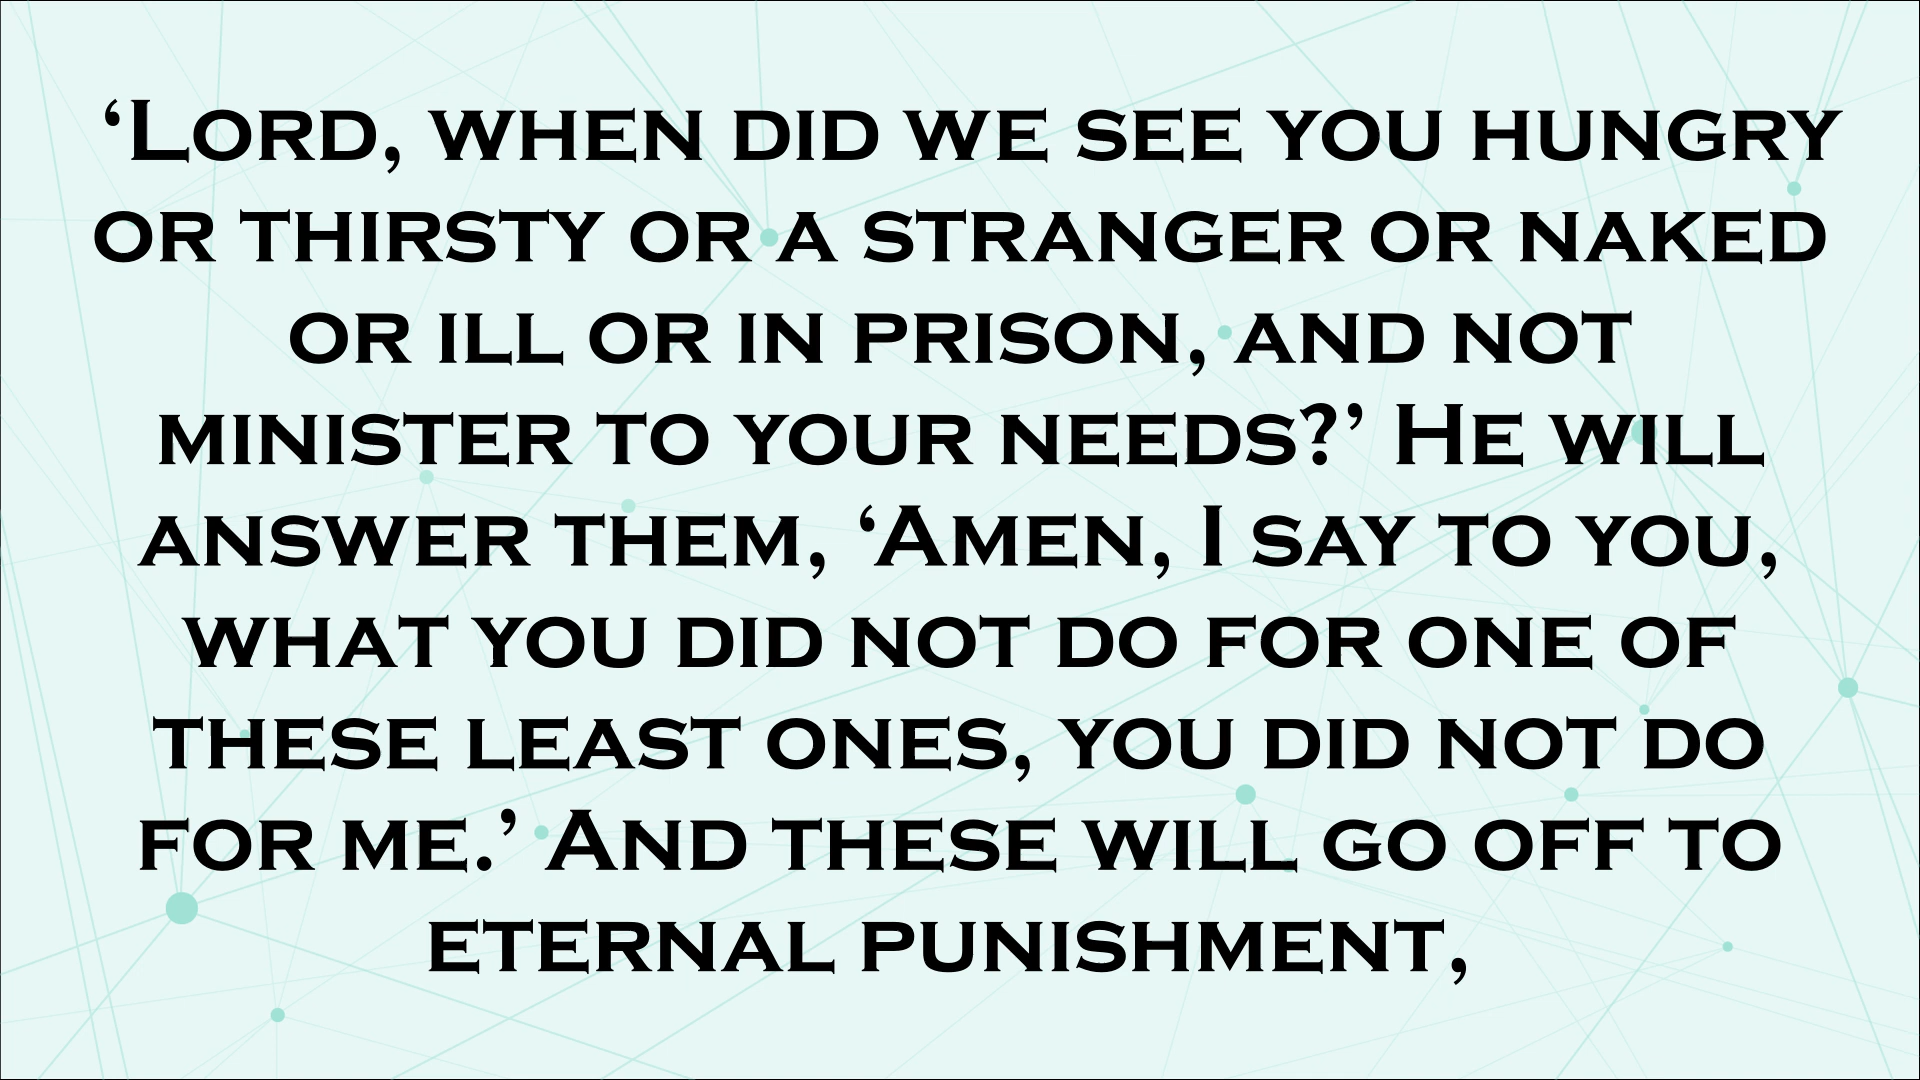 ‘Lord, when did we see you hungry
or thirsty or a stranger or naked
or ill or in prison, and not
minister to your needs?’ He will
answer them, ‘Amen, I say to you,
what you did not do for one of
these least ones, you did not do
for me.’ And these will go off to
eternal punishment,